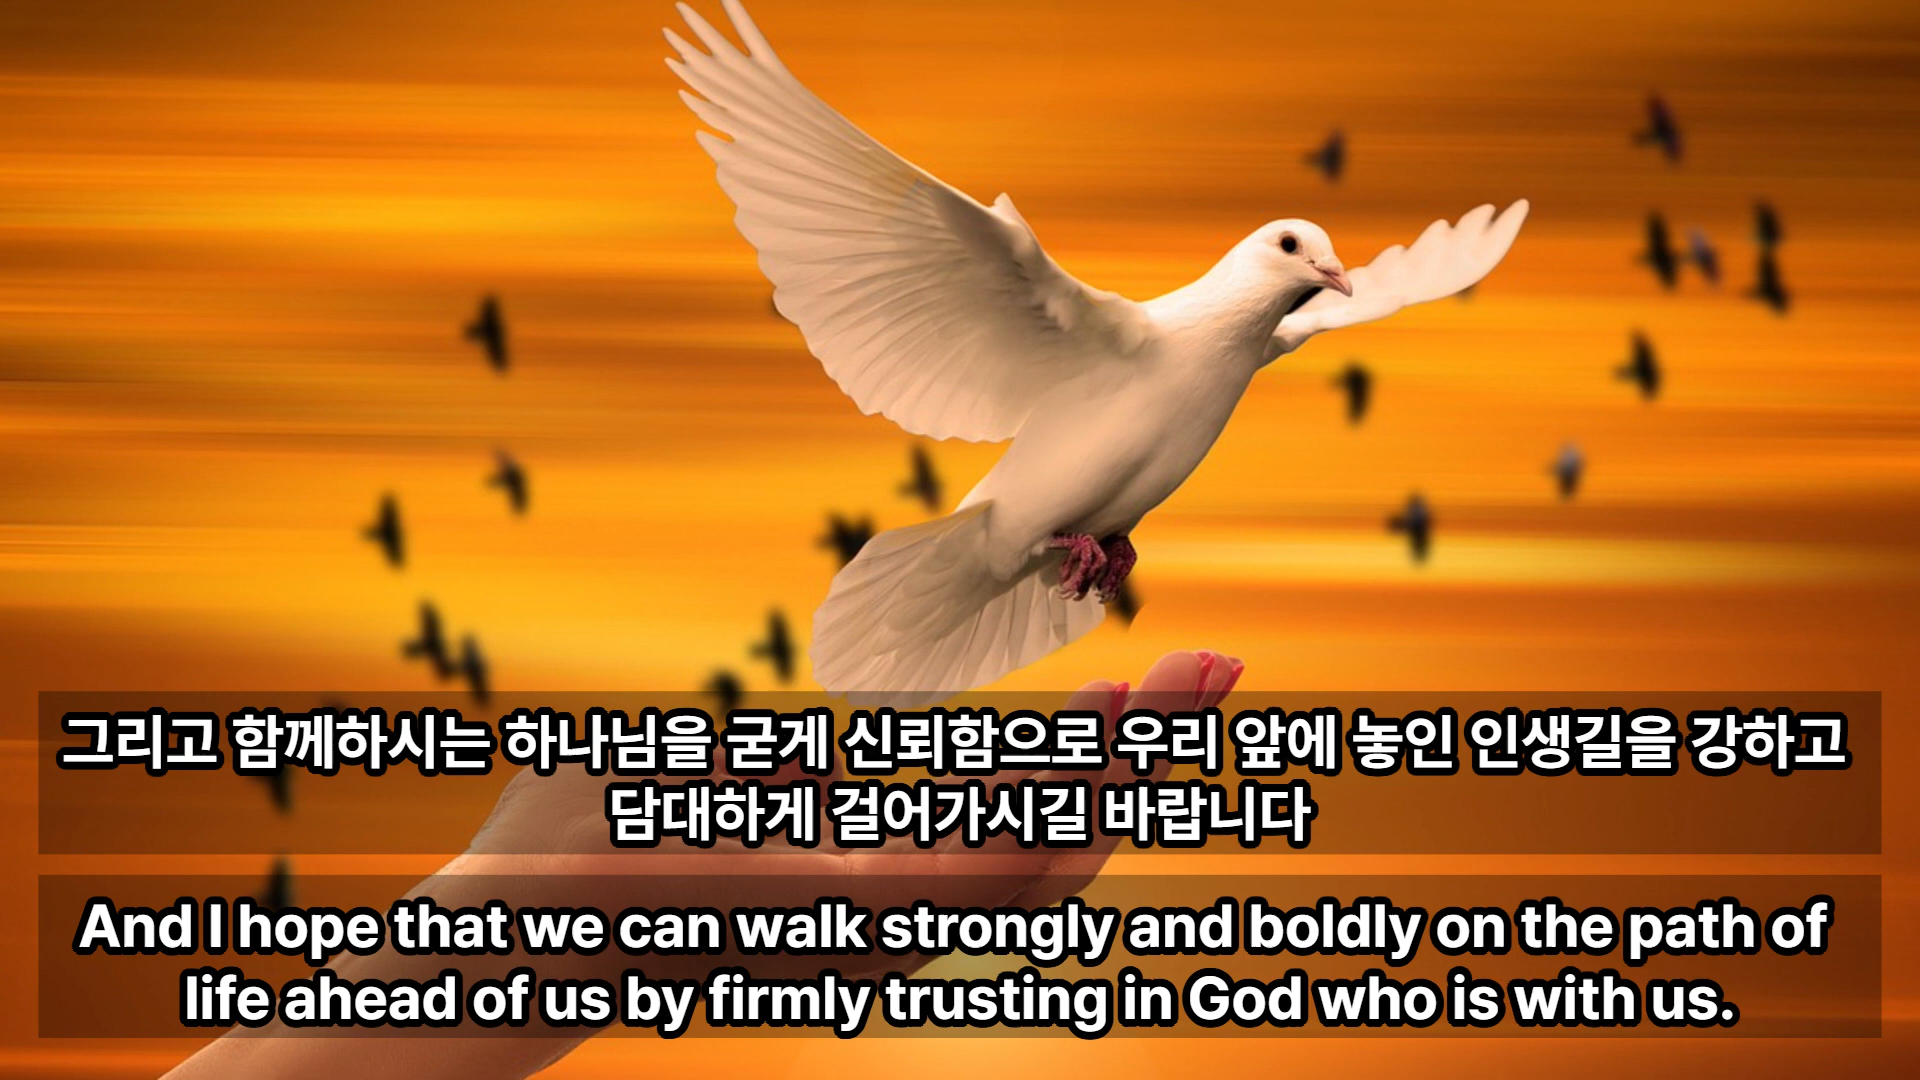 그리고 함께하시는 하나님을 굳게 신뢰함으로 우리 앞에 놓인 인생길을 강하고
담대하게 걸어가시길 바랍니다
And I hope that we can walk strongly and boldly on the path of
life ahead of us by firmly trusting in God who is with us.